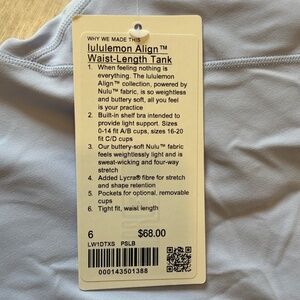 WHY WE MADE THIS
lululemon Align™
Waist-Length Tank
1. When feeling nothing is
everything. The lululemon
Align™ collection, powered by
Nulu™ fabric, is so weightless
and buttery soft, all you feel
is your practice
2. Built-in shelf bra intended to
provide light support. Sizes
0-14 fit A/B cups, sizes 16-20
fit C/D cups
3. Our buttery-soft Nulu™ fabric
feels weightlessly light and is
sweat-wicking and four-way
stretch
4. Added Lycra® fibre for stretch
and shape retention
5. Pockets for optional, removable
cups
6. Tight fit, waist length
6 $68.00
LW1DTXS PSLB
000143501388